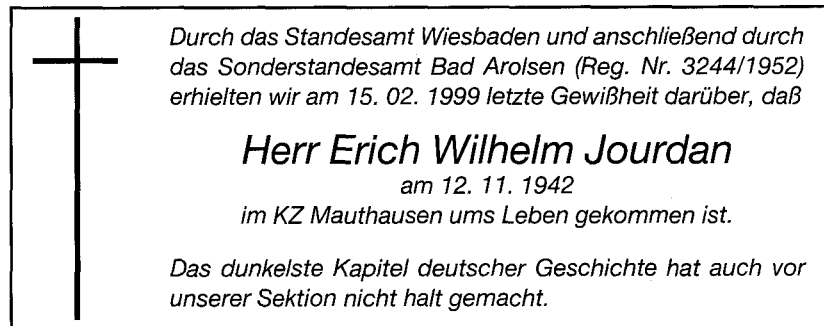 Durch das Standesamt Wiesbaden und anschließend durch
das Sonderstandesamt Bad Arolsen (Reg. Nr. 3244/1952)
erhielten wir am 15. 02. 1999 letzte Gewißheit darüber, daß
Herr Erich Wilhelm Jourdan
am 12. 11. 1942
im KZ Mauthausen ums Leben gekommen ist.
Das dunkelste Kapitel deutscher Geschichte hat auch vor
unserer Sektion nicht halt gemacht.